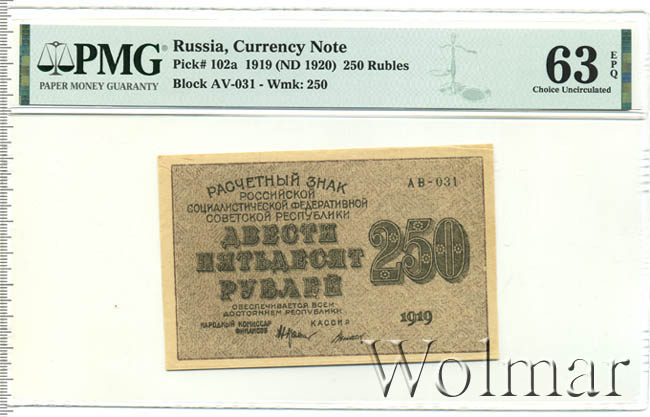 PMG
PAPER MONEY GUARANTY
Russia, Currency Note
Pick# 102a 1919 (ND 1920) 250 Rubles
Block AV-031 - Wmk: 250
63
EPQ
Choice Uncirculated
РАСЧЕТНЫЙ ЗНАК
РОССИЙСКОЙ
СОЦИАЛИСТИЧЕСКОЙ ФЕДЕРАТИВНОЙ
СОВЕТСКОЙ РЕСПУБЛИКИ
АВ-031
ДВЕСТИ
ПЯТЬДЕСЯТ
РУБЛЕЙ
250
ОБЕСПЕЧИВАЕТСЯ ВСЕМ
ДОСТОЯНИЕМ РЕСПУБЛИКИ
НАРОДНЫЙ КОМИССАР
ФИНАНСОВ
КАССИР
1919
Wolmar